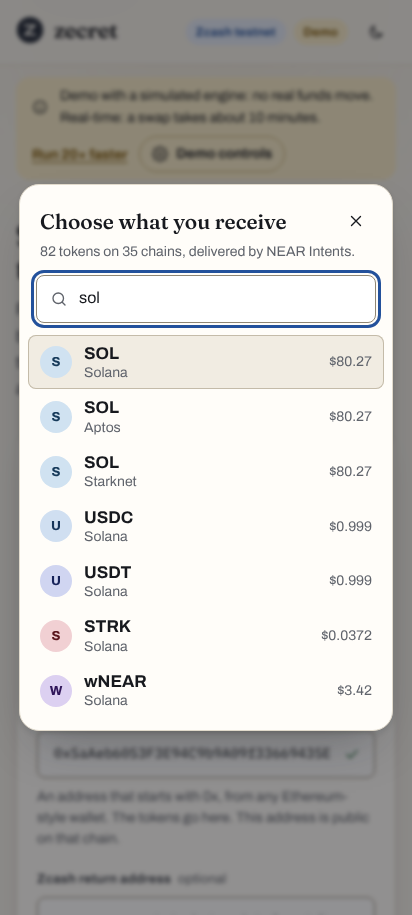 Z zecret Zcash testnet Demo
Demo with a simulated engine: no real funds move.
Real-time: a swap takes about 10 minutes.
Run 20× faster Demo controls
Choose what you receive
82 tokens on 35 chains, delivered by NEAR Intents.
sol
S SOL $80.27
Solana
S SOL $80.27
Aptos
S SOL $80.27
Starknet
U USDC $0.999
Solana
U USDT $0.999
Solana
S STRK $0.0372
Solana
W wNEAR $3.42
Solana
An address that starts with 0x, from any Ethereum-
style wallet. The tokens go here. This address is public
on that chain.
Zcash return address optional